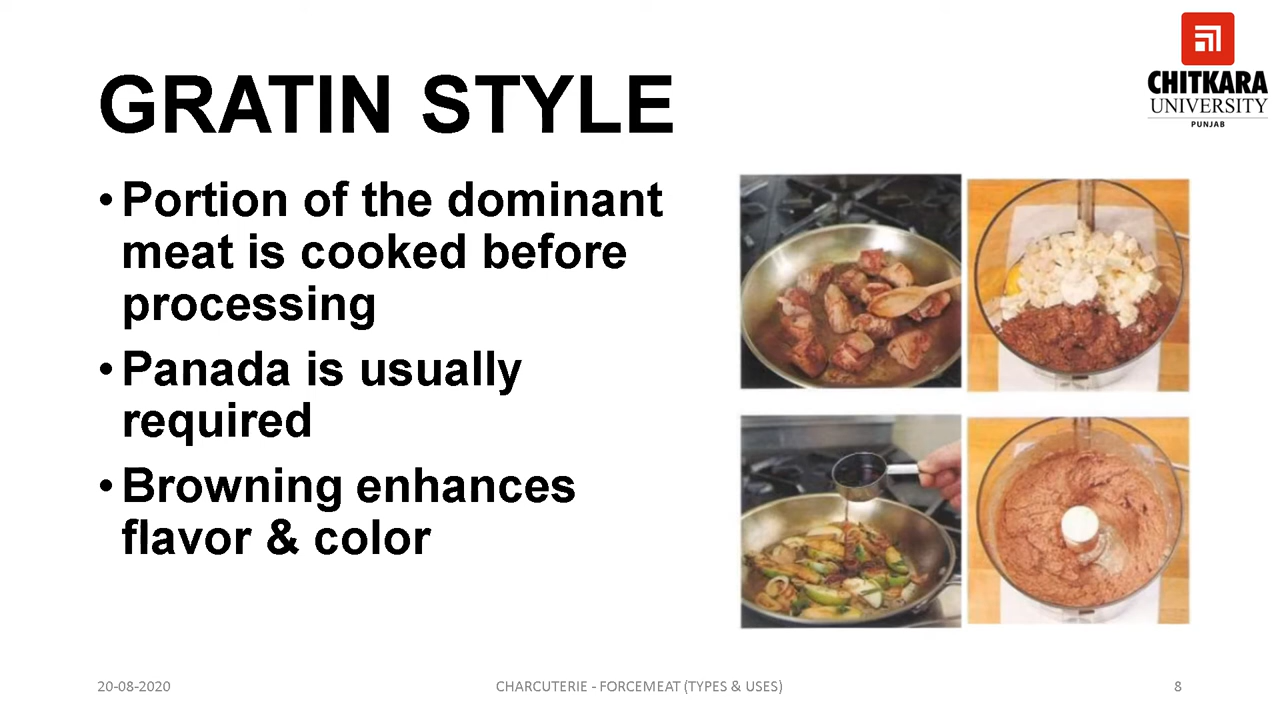 CHITKARA
UNIVERSITY
PUNJAB
GRATIN STYLE
• Portion of the dominant
meat is cooked before
processing
• Panada is usually
required
• Browning enhances
flavor & color
20-08-2020
CHARCUTERIE - FORCEMEAT (TYPES & USES)
8